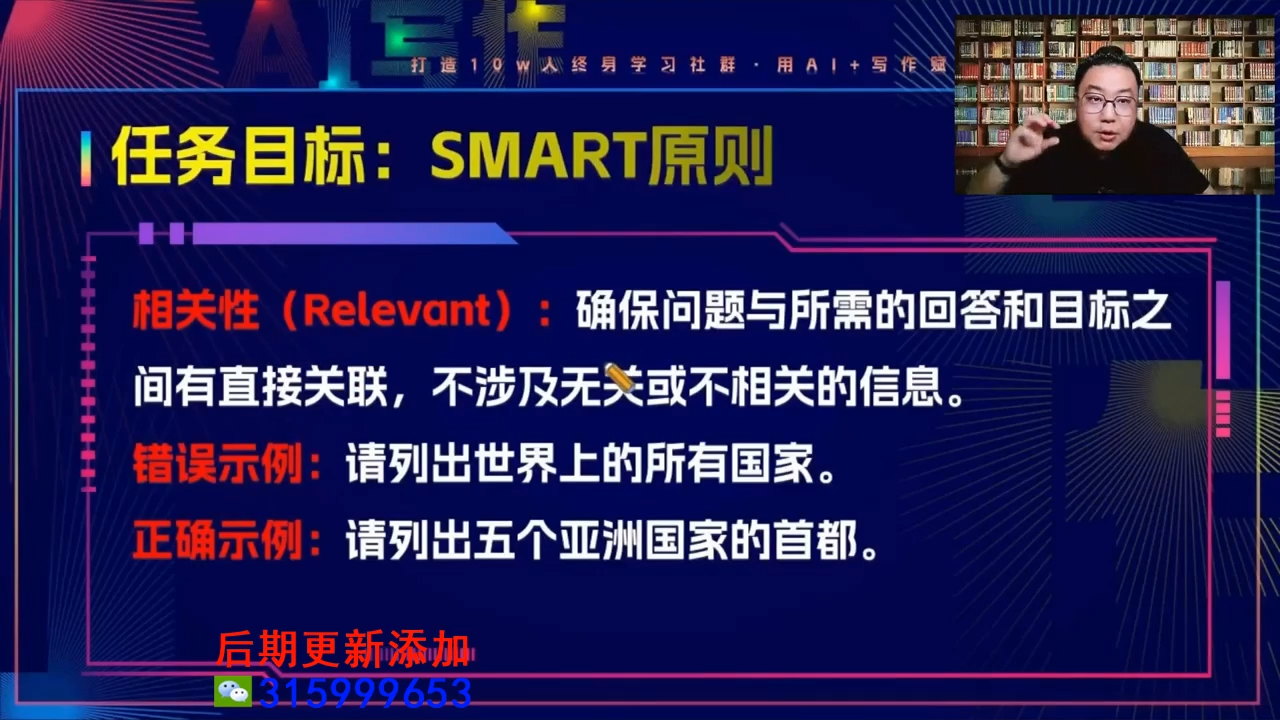 AI写作
打造10w人终身学习社群·用AI+写作赋
任务目标：SMART原则
相关性（Relevant）：确保问题与所需的回答和目标之
间有直接关联，不涉及无关或不相关的信息。
错误示例：请列出世界上的所有国家。
正确示例：请列出五个亚洲国家的首都。
后期更新添加
315999653